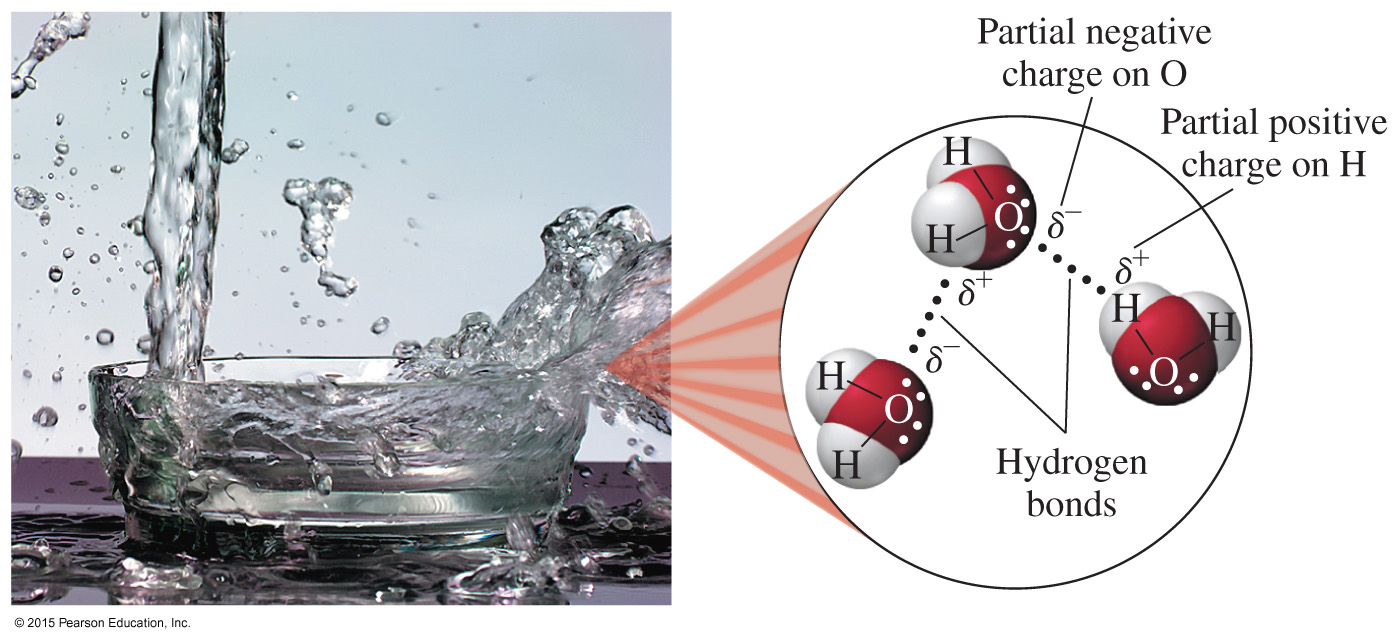 Partial negative
charge on O
Partial positive
charge on H
H
H
O
δ−
δ+
δ+
H
H
O
δ−
H
O
H
Hydrogen
bonds
© 2015 Pearson Education, Inc.